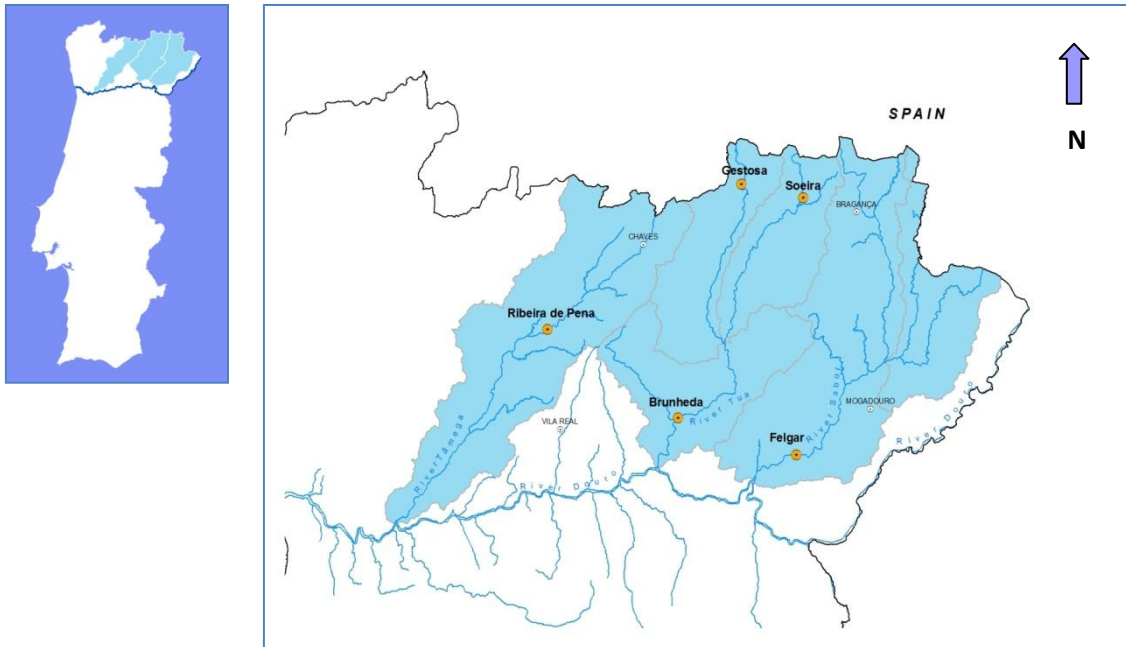 SPAIN
N
Gestosa
Soeira
BRAGANÇA
CHAVES
Ribeira de Pena
Brunheda
River Tua
River Sabor
MOGADOURO
River Douro
VILA REAL
River Tâmega
Felgar
River Douro